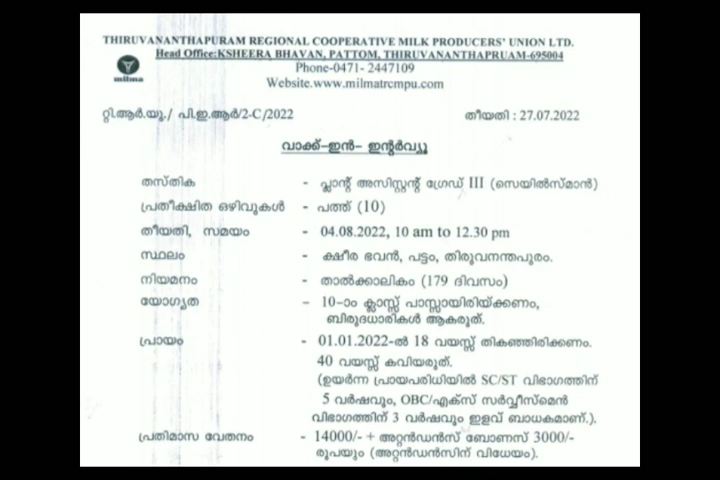 THIRUVANANTHAPURAM REGIONAL COOPERATIVE MILK PRODUCERS' UNION LTD.
Head Office:KSHEERA BHAVAN, PATTOM, THIRUVANANTHAPRUAM-695004
milma
Phone-0471- 2447109
Website.www.milmatrcmpu.com
റ്റി.ആർ.യൂ./ പി.ഇ.ആർ/2-C/2022 തീയതി : 27.07.2022
വാക്ക്-ഇൻ- ഇന്റർവ്യൂ
തസ്തിക - പ്ലാന്റ് അസിസ്റ്റന്റ് ഗ്രേഡ് III (സെയിൽസ്മാൻ)
പ്രതീക്ഷിത ഒഴിവുകൾ - പത്ത് (10)
തീയതി, സമയം - 04.08.2022, 10 am to 12.30 pm
സ്ഥലം - ക്ഷീര ഭവൻ, പട്ടം, തിരുവനന്തപുരം.
നിയമനം - താൽക്കാലികം (179 ദിവസം)
യോഗ്യത - 10-ാം ക്ലാസ്സ് പാസ്സായിരിയ്ക്കണം,
ബിരുദധാരികൾ ആകരുത്.
പ്രായം - 01.01.2022-ൽ 18 വയസ്സ് തികഞ്ഞിരിക്കണം.
40 വയസ്സ് കവിയരുത്.
(ഉയർന്ന പ്രായപരിധിയിൽ SC/ST വിഭാഗത്തിന്
5 വർഷവും, OBC/എക്സ് സർവ്വീസ്മെൻ
വിഭാഗത്തിന് 3 വർഷവും ഇളവ് ബാധകമാണ്.).
പ്രതിമാസ വേതനം - 14000/- + അറ്റൻഡൻസ് ബോണസ് 3000/-
രൂപയും (അറ്റൻഡൻസിന് വിധേയം).